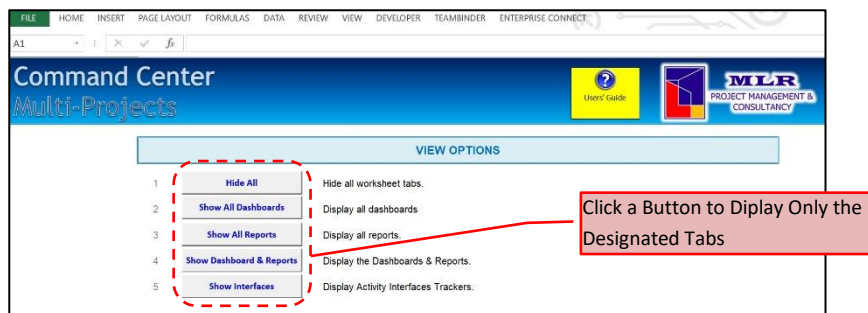 FILE HOME INSERT PAGE LAYOUT FORMULAS DATA REVIEW VIEW DEVELOPER TEAMBINDER ENTERPRISE CONNECT
A1 fx
Command Center
Multi-Projects
Users' Guide
MLR
PROJECT MANAGEMENT &
CONSULTANCY
VIEW OPTIONS
1 Hide All Hide all worksheet tabs.
2 Show All Dashboards Display all dashboards
3 Show All Reports Display all reports.
4 Show Dashboard & Reports Display the Dashboards & Reports.
5 Show Interfaces Display Activity Interfaces Trackers.
Click a Button to Diplay Only the
Designated Tabs